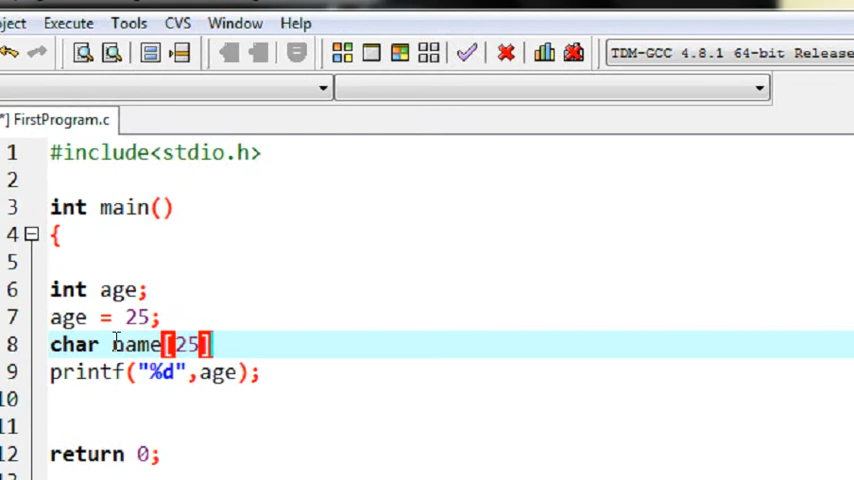 oject Execute Tools CVS Window Help
TDM-GCC 4.8.1 64-bit Release
*] FirstProgram.c
1 #include<stdio.h>
2
3 int main()
4 {
5
6 int age;
7 age = 25;
8 char name[25]
9 printf("%d",age);
10
11
12 return 0;